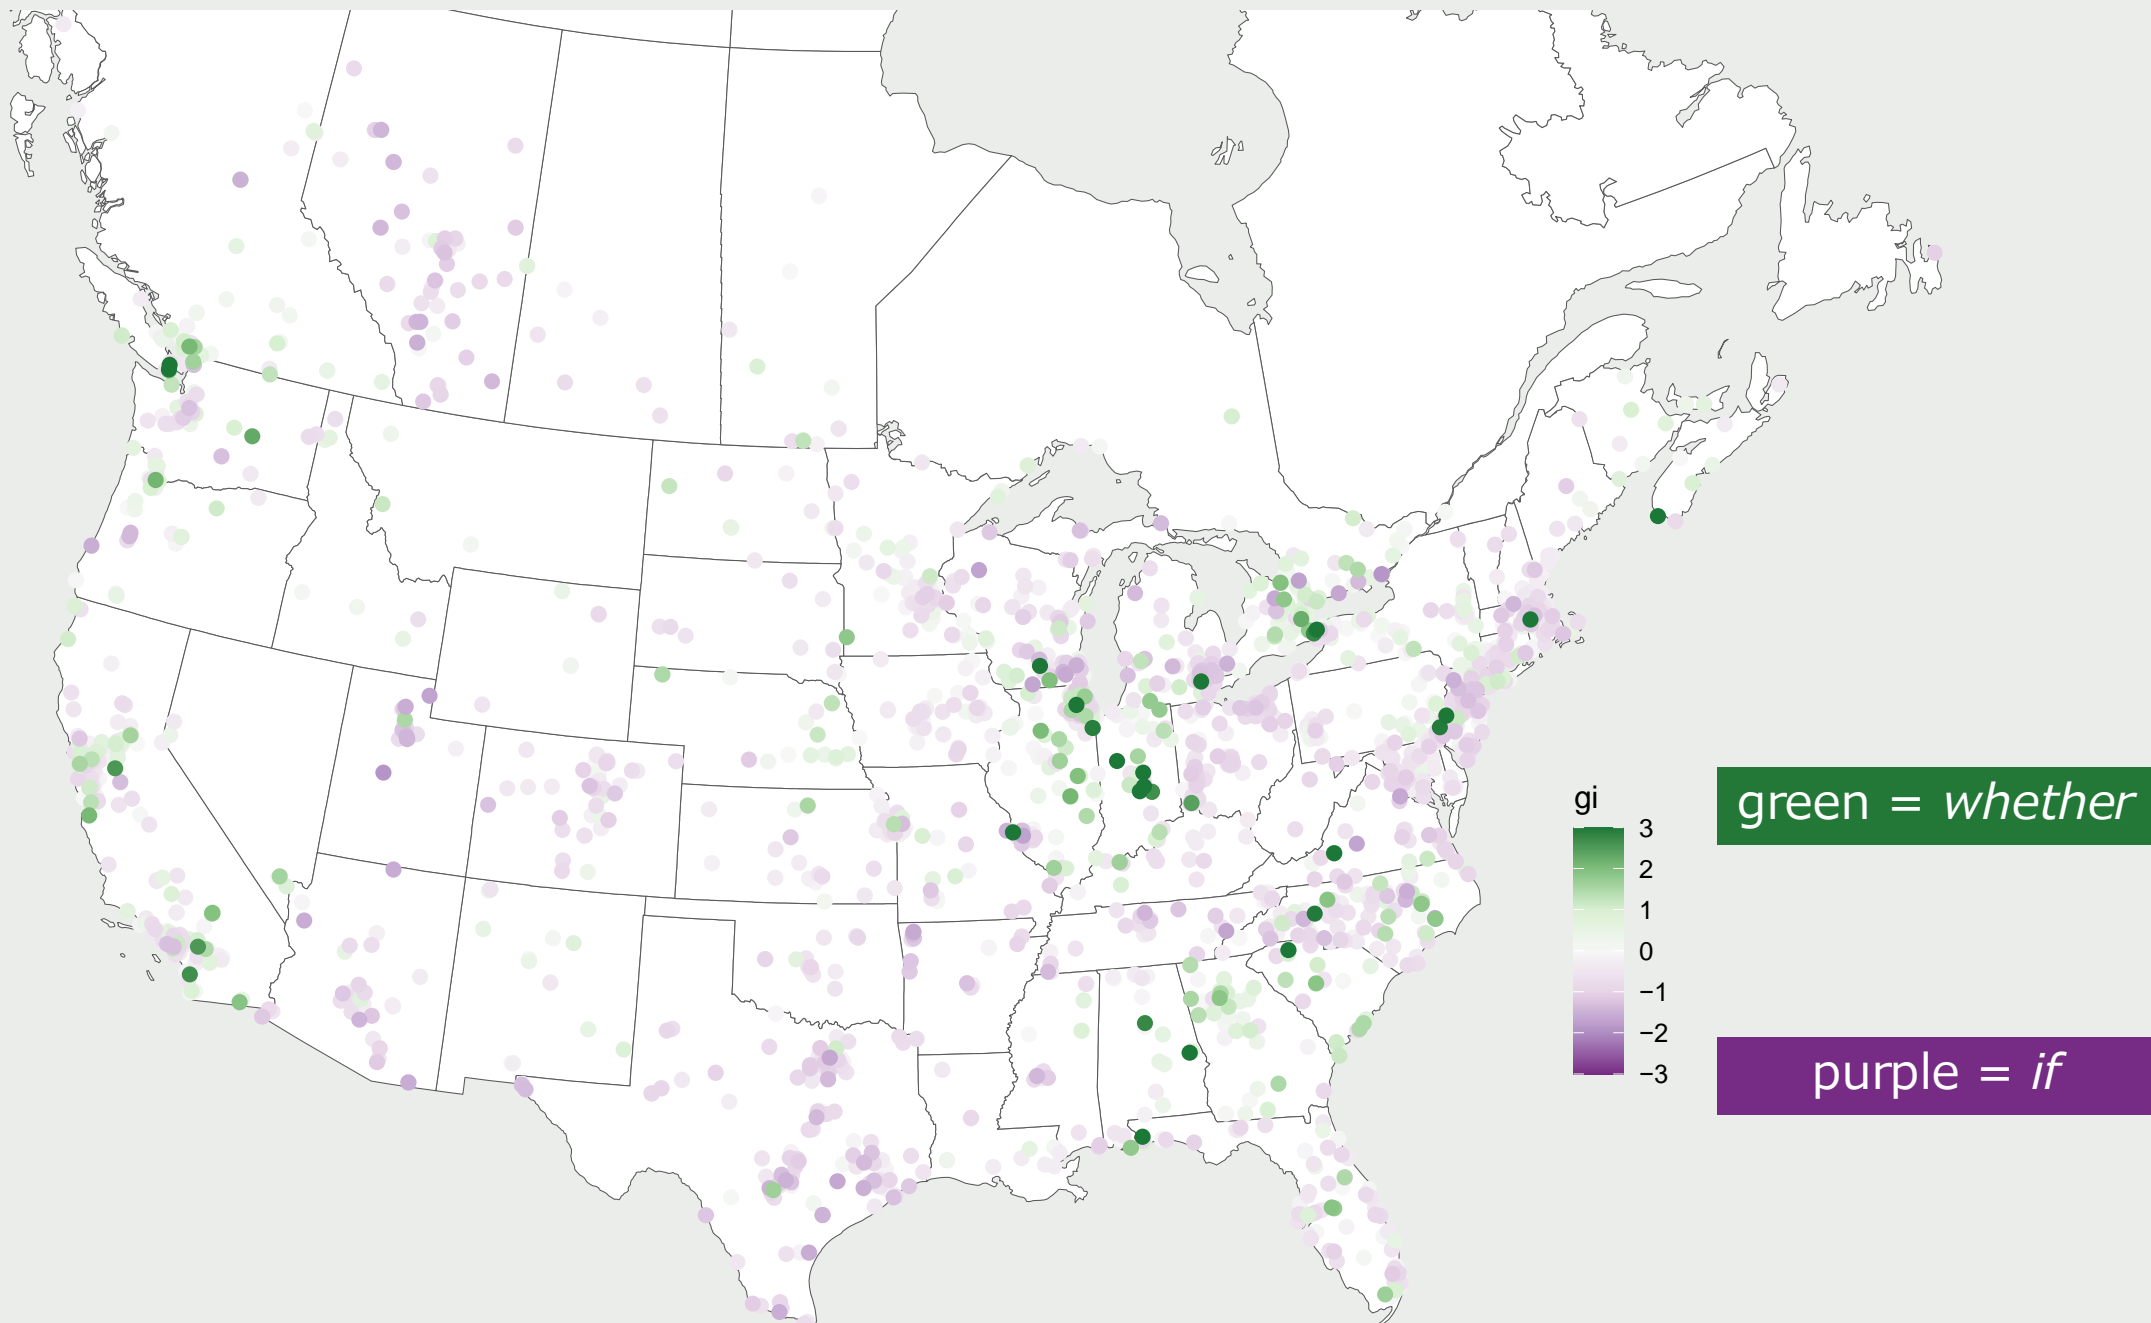 gi
3
2
1
0
−1
−2
−3
green = whether
purple = if